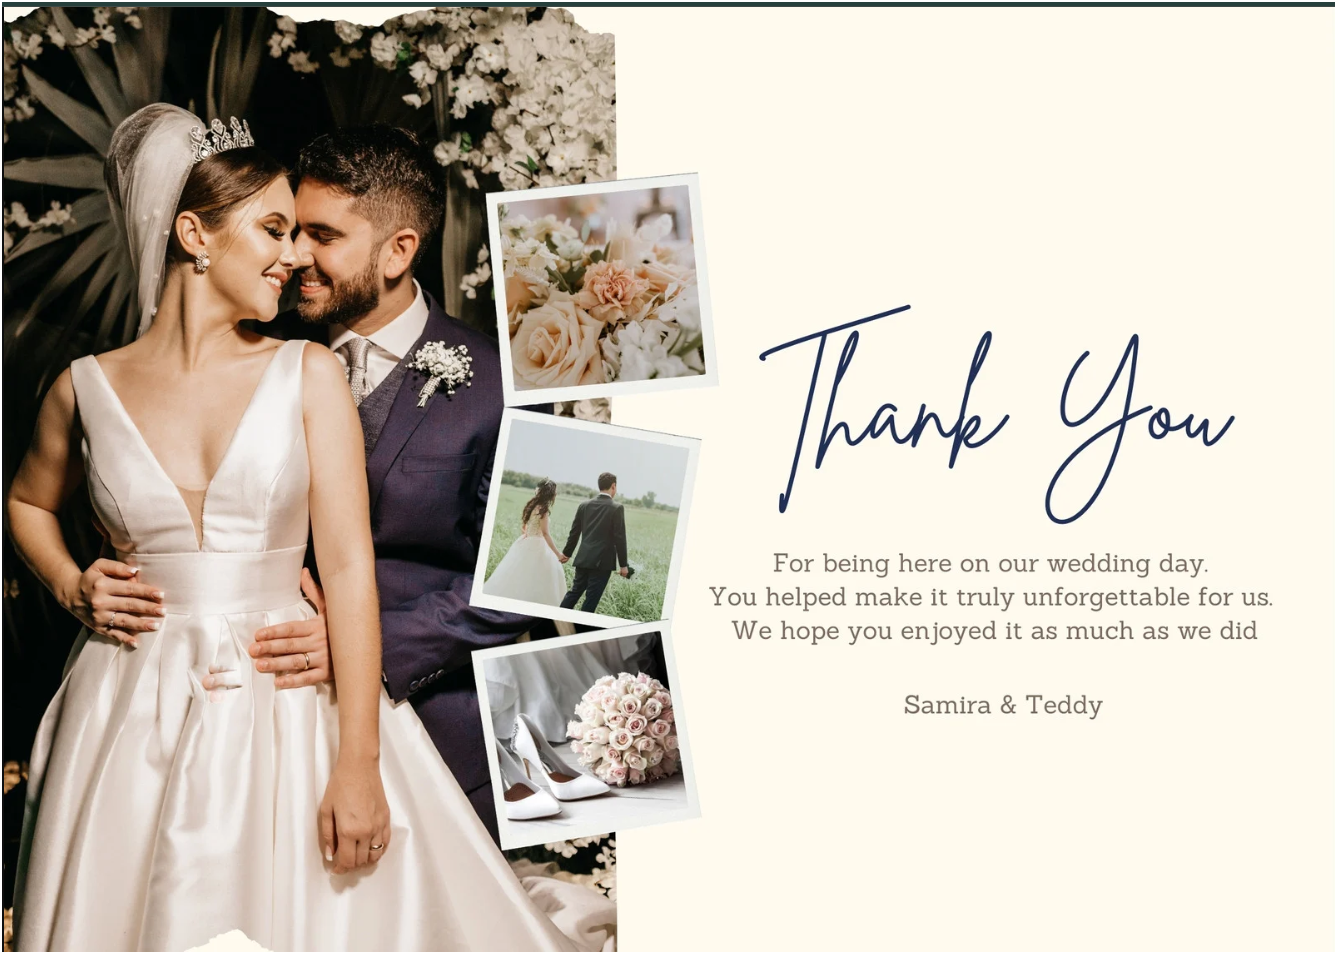 Thank You
For being here on our wedding day.
You helped make it truly unforgettable for us.
We hope you enjoyed it as much as we did
Samira & Teddy